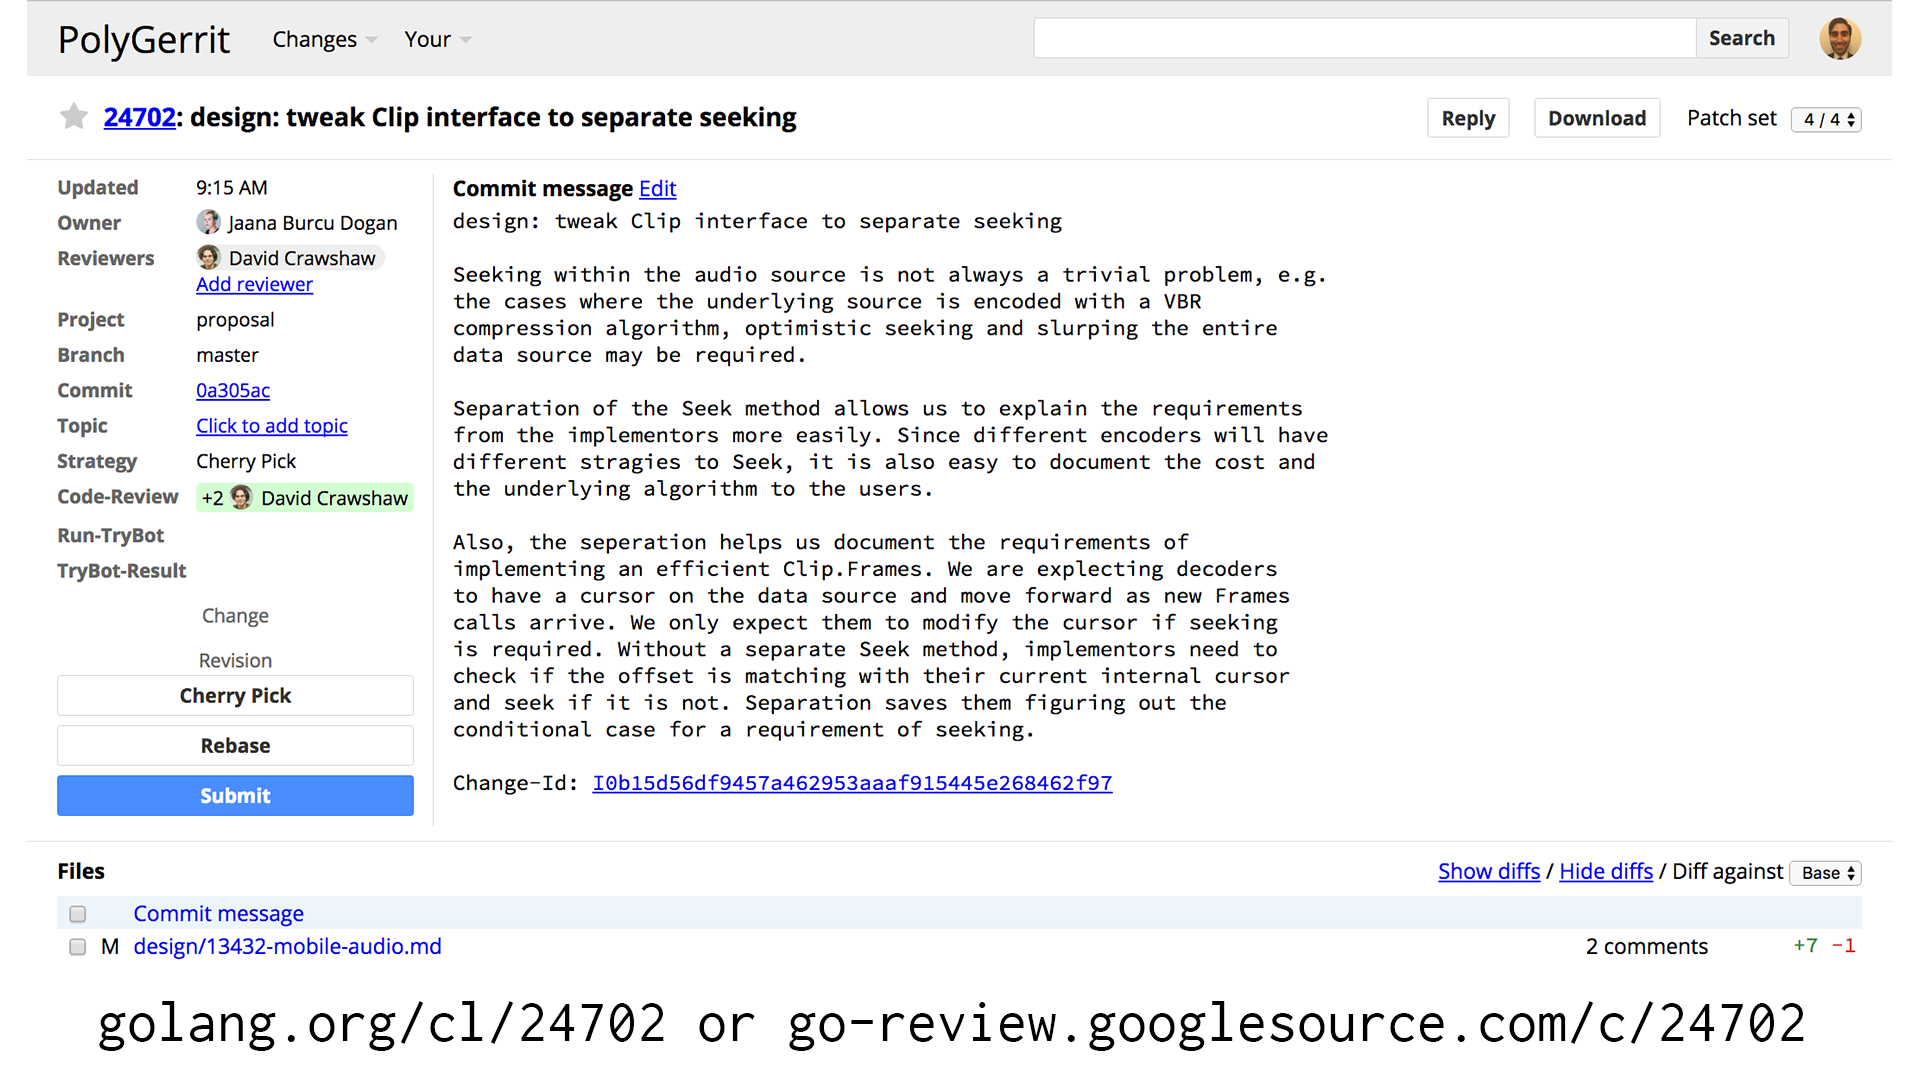 PolyGerrit Changes Your Search
24702: design: tweak Clip interface to separate seeking Reply Download Patch set 4 / 4
Updated 9:15 AM
Owner Jaana Burcu Dogan
Reviewers David Crawshaw
Add reviewer
Project proposal
Branch master
Commit 0a305ac
Topic Click to add topic
Strategy Cherry Pick
Code-Review +2 David Crawshaw
Run-TryBot
TryBot-Result
Change
Revision
Cherry Pick
Rebase
Submit
Commit message Edit
design: tweak Clip interface to separate seeking
Seeking within the audio source is not always a trivial problem, e.g.
the cases where the underlying source is encoded with a VBR
compression algorithm, optimistic seeking and slurping the entire
data source may be required.
Separation of the Seek method allows us to explain the requirements
from the implementors more easily. Since different encoders will have
different stragies to Seek, it is also easy to document the cost and
the underlying algorithm to the users.
Also, the seperation helps us document the requirements of
implementing an efficient Clip.Frames. We are explecting decoders
to have a cursor on the data source and move forward as new Frames
calls arrive. We only expect them to modify the cursor if seeking
is required. Without a separate Seek method, implementors need to
check if the offset is matching with their current internal cursor
and seek if it is not. Separation saves them figuring out the
conditional case for a requirement of seeking.
Change-Id: I0b15d56df9457a462953aaaf915445e268462f97
Files Show diffs / Hide diffs / Diff against Base
Commit message
M design/13432-mobile-audio.md 2 comments +7 -1
golang.org/cl/24702 or go-review.googlesource.com/c/24702